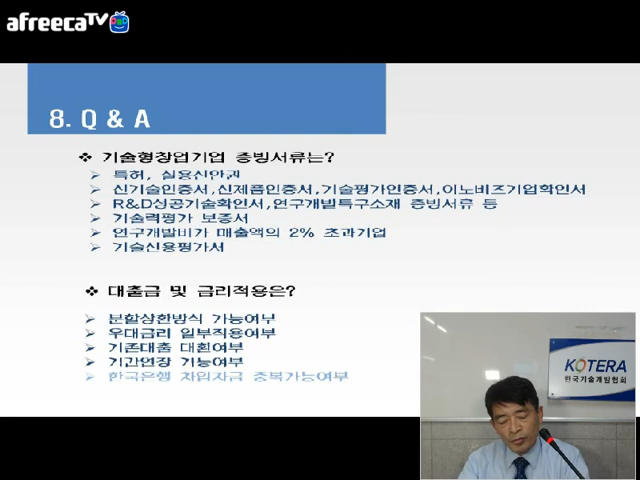 afreecaTV
8. Q & A
❖ 기술형창업기업 증빙서류는?
➢ 특허, 실용신안권
➢ 신기술인증서,신제품인증서,기술평가인증서,이노비즈기업확인서
➢ R&D성공기술확인서,연구개발특구소재 증빙서류 등
➢ 기술력평가 보증서
➢ 연구개발비가 매출액의 2% 초과기업
➢ 기술신용평가서
❖ 대출금 및 금리적용은?
➢ 분할상환방식 가능여부
➢ 우대금리 일부적용여부
➢ 기존대출 대환여부
➢ 기간연장 가능여부
➢ 한국은행 차입자금 중복가능여부
KOTERA
한국기술개발협회